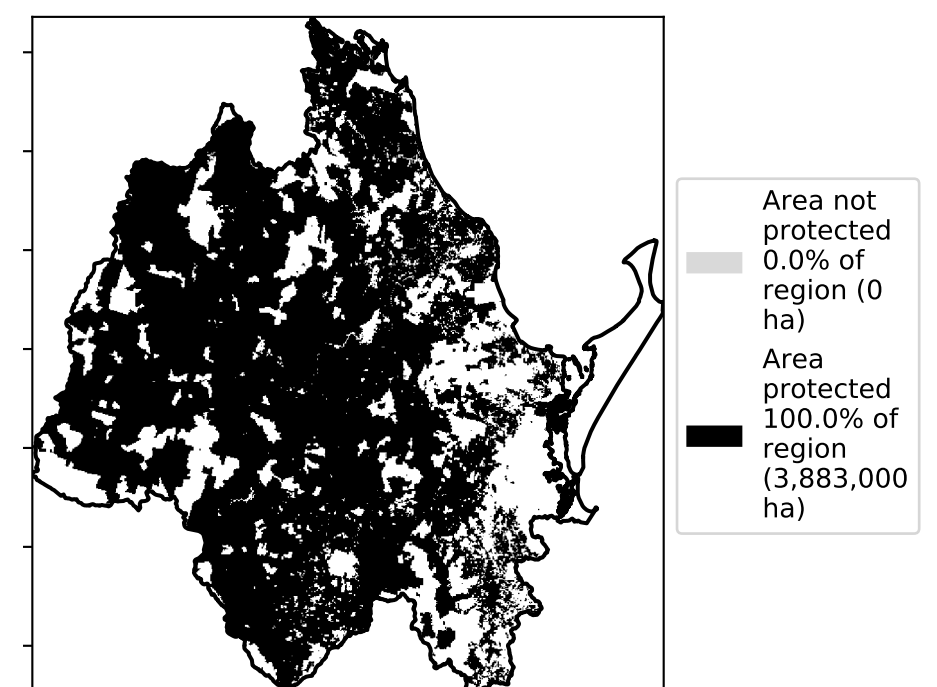 Area not
protected
0.0% of
region (0
ha)
Area
protected
100.0% of
region
(3,883,000
ha)